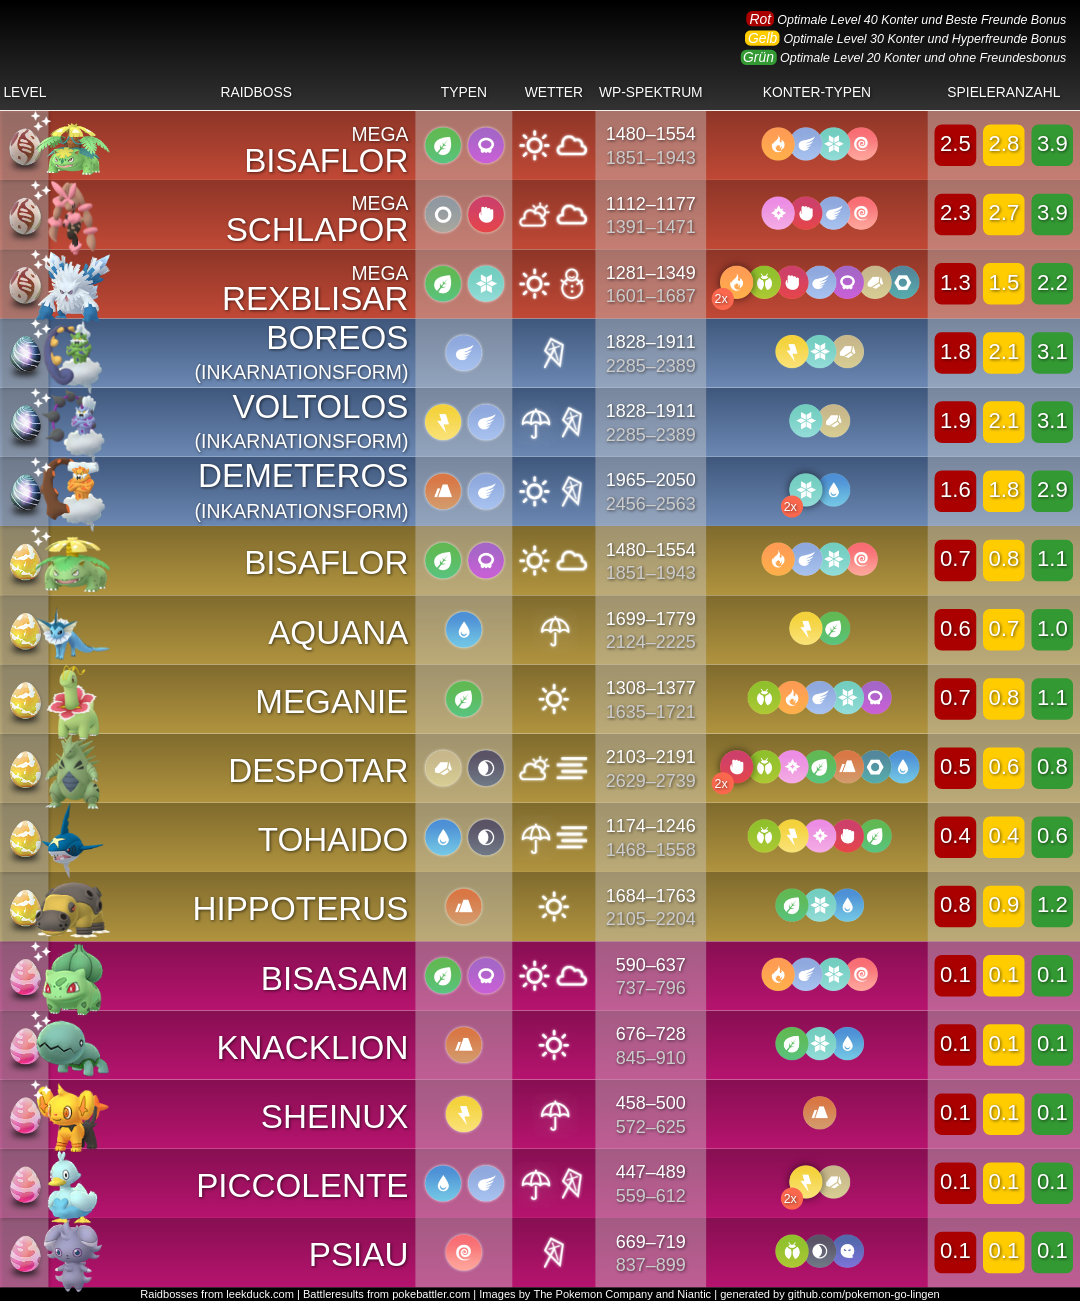 Rot Optimale Level 40 Konter und Beste Freunde Bonus
Gelb Optimale Level 30 Konter und Hyperfreunde Bonus
Grün Optimale Level 20 Konter und ohne Freundesbonus
LEVEL RAIDBOSS TYPEN WETTER WP-SPEKTRUM KONTER-TYPEN SPIELERANZAHL
MEGA
BISAFLOR
1480–1554
1851–1943
2.5 2.8 3.9
MEGA
SCHLAPOR
1112–1177
1391–1471
2.3 2.7 3.9
MEGA
REXBLISAR
1281–1349
1601–1687
2x
1.3 1.5 2.2
BOREOS
(INKARNATIONSFORM)
1828–1911
2285–2389
1.8 2.1 3.1
VOLTOLOS
(INKARNATIONSFORM)
1828–1911
2285–2389
1.9 2.1 3.1
DEMETEROS
(INKARNATIONSFORM)
1965–2050
2456–2563
2x
1.6 1.8 2.9
BISAFLOR
1480–1554
1851–1943
0.7 0.8 1.1
AQUANA
1699–1779
2124–2225
0.6 0.7 1.0
MEGANIE
1308–1377
1635–1721
0.7 0.8 1.1
DESPOTAR
2103–2191
2629–2739
2x
0.5 0.6 0.8
TOHAIDO
1174–1246
1468–1558
0.4 0.4 0.6
HIPPOTERUS
1684–1763
2105–2204
0.8 0.9 1.2
BISASAM
590–637
737–796
0.1 0.1 0.1
KNACKLION
676–728
845–910
0.1 0.1 0.1
SHEINUX
458–500
572–625
0.1 0.1 0.1
PICCOLENTE
447–489
559–612
2x
0.1 0.1 0.1
PSIAU
669–719
837–899
0.1 0.1 0.1
Raidbosses from leekduck.com | Battleresults from pokebattler.com | Images by The Pokemon Company and Niantic | generated by github.com/pokemon-go-lingen